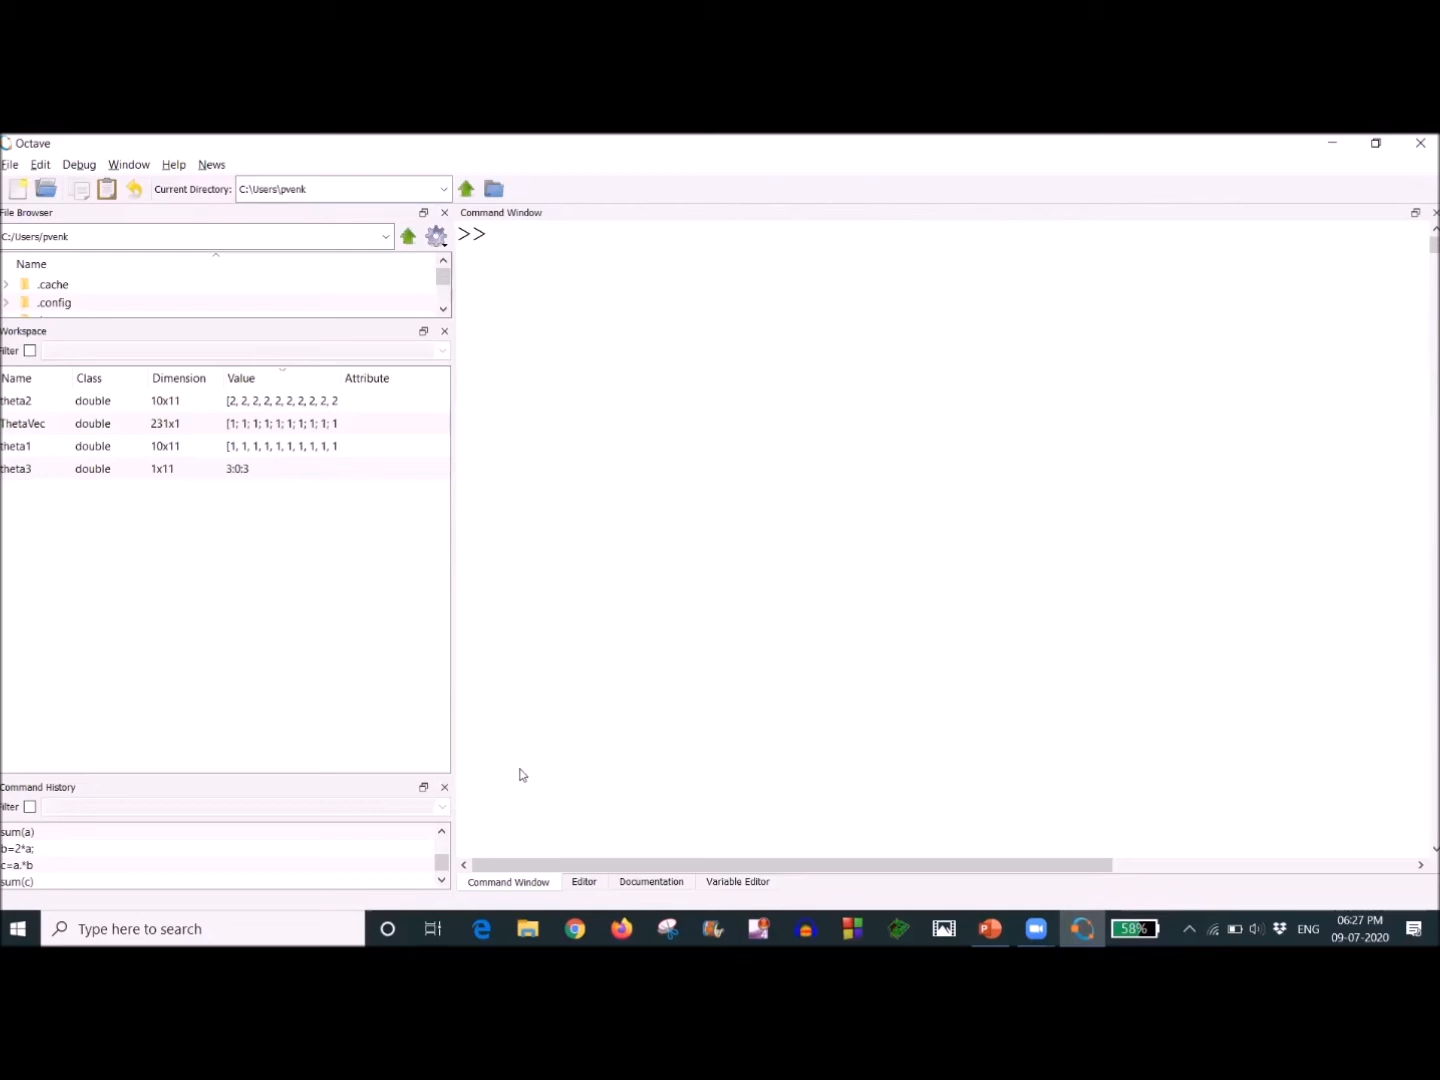 Octave
File Edit Debug Window Help News
Current Directory: C:\Users\pvenk
File Browser
C:/Users/pvenk
Name
.cache
.config
Workspace
Filter
Name Class Dimension Value Attribute
theta2 double 10x11 [2, 2, 2, 2, 2, 2, 2, 2, 2, 2
ThetaVec double 231x1 [1; 1; 1; 1; 1; 1; 1; 1; 1; 1
theta1 double 10x11 [1, 1, 1, 1, 1, 1, 1, 1, 1, 1
theta3 double 1x11 3:0:3
Command History
Filter
sum(a)
b=2*a;
c=a.*b
sum(c)
Command Window
>>
Command Window Editor Documentation Variable Editor
Type here to search
58%
ENG
06:27 PM
09-07-2020